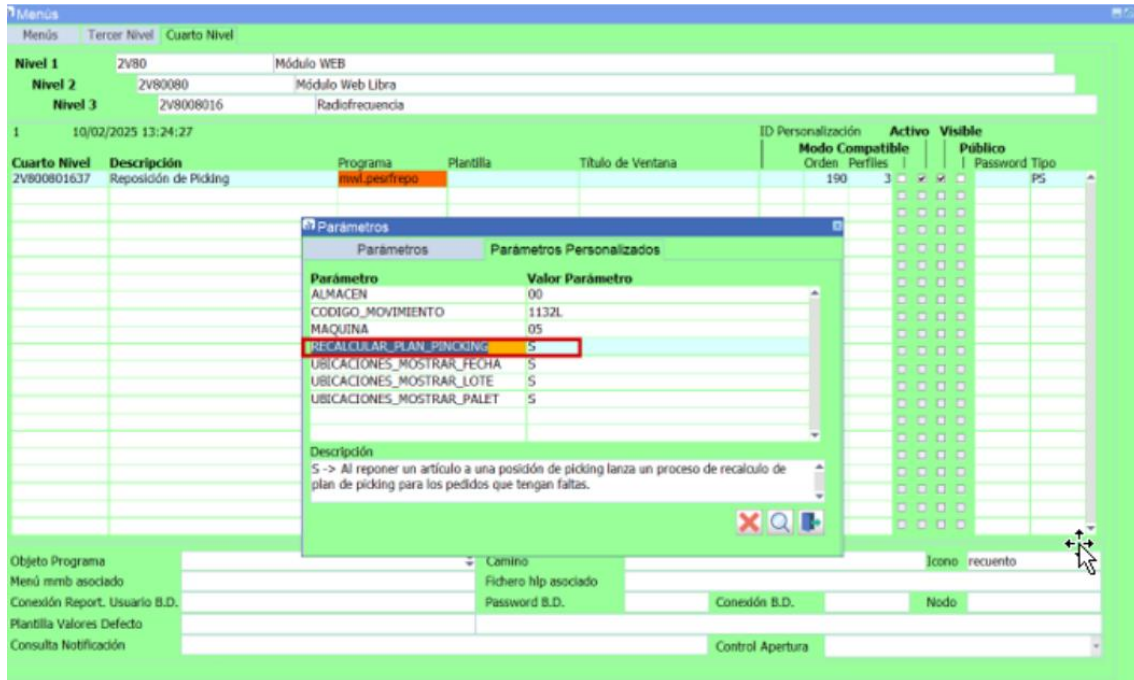 Menús
Menús Tercer Nivel Cuarto Nivel
Nivel 1 2V80 Módulo WEB
Nivel 2 2V80080 Módulo Web Libra
Nivel 3 2V8008016 Radiofrecuencia
1 10/02/2025 13:24:27 ID Personalización Activo Visible
Modo Compatible Público
Cuarto Nivel Descripción Programa Plantilla Título de Ventana Orden Perfiles Password Tipo
2V800801637 Reposición de Picking mwl.pesrfrepo 190 3 PS
Parámetros
Parámetros Parámetros Personalizados
Parámetro Valor Parámetro
ALMACEN 00
CODIGO_MOVIMIENTO 1132L
MAQUINA 05
RECALCULAR_PLAN_PINCKING S
UBICACIONES_MOSTRAR_FECHA S
UBICACIONES_MOSTRAR_LOTE S
UBICACIONES_MOSTRAR_PALET S
Descripción
S -> Al reponer un artículo a una posición de picking lanza un proceso de recalculo de
plan de picking para los pedidos que tengan faltas.
Objeto Programa Camino Icono recuento
Menú mmb asociado Fichero hlp asociado
Conexión Report. Usuario B.D. Password B.D. Conexión B.D. Nodo
Plantilla Valores Defecto
Consulta Notificación Control Apertura